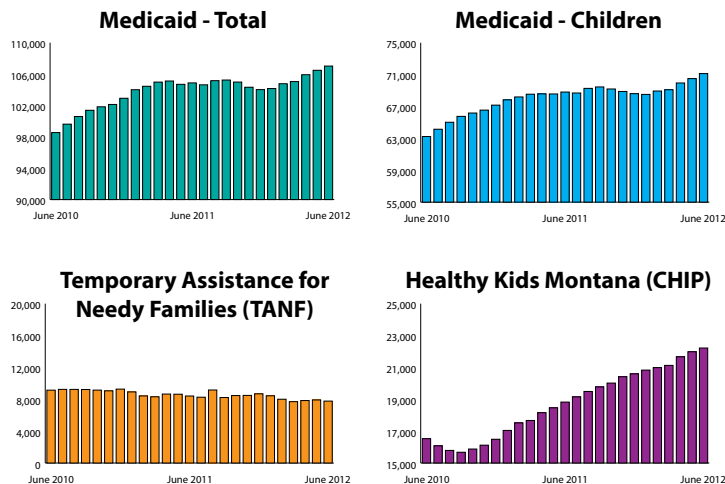 Medicaid - Total
110,000
106,000
102,000
98,000
94,000
90,000
June 2010 June 2011 June 2012
Medicaid - Children
75,000
71,000
67,000
63,000
59,000
55,000
June 2010 June 2011 June 2012
Temporary Assistance for
Needy Families (TANF)
20,000
16,000
12,000
8,000
4,000
0
June 2010 June 2011 June 2012
Healthy Kids Montana (CHIP)
25,000
23,000
21,000
19,000
17,000
15,000
June 2010 June 2011 June 2012